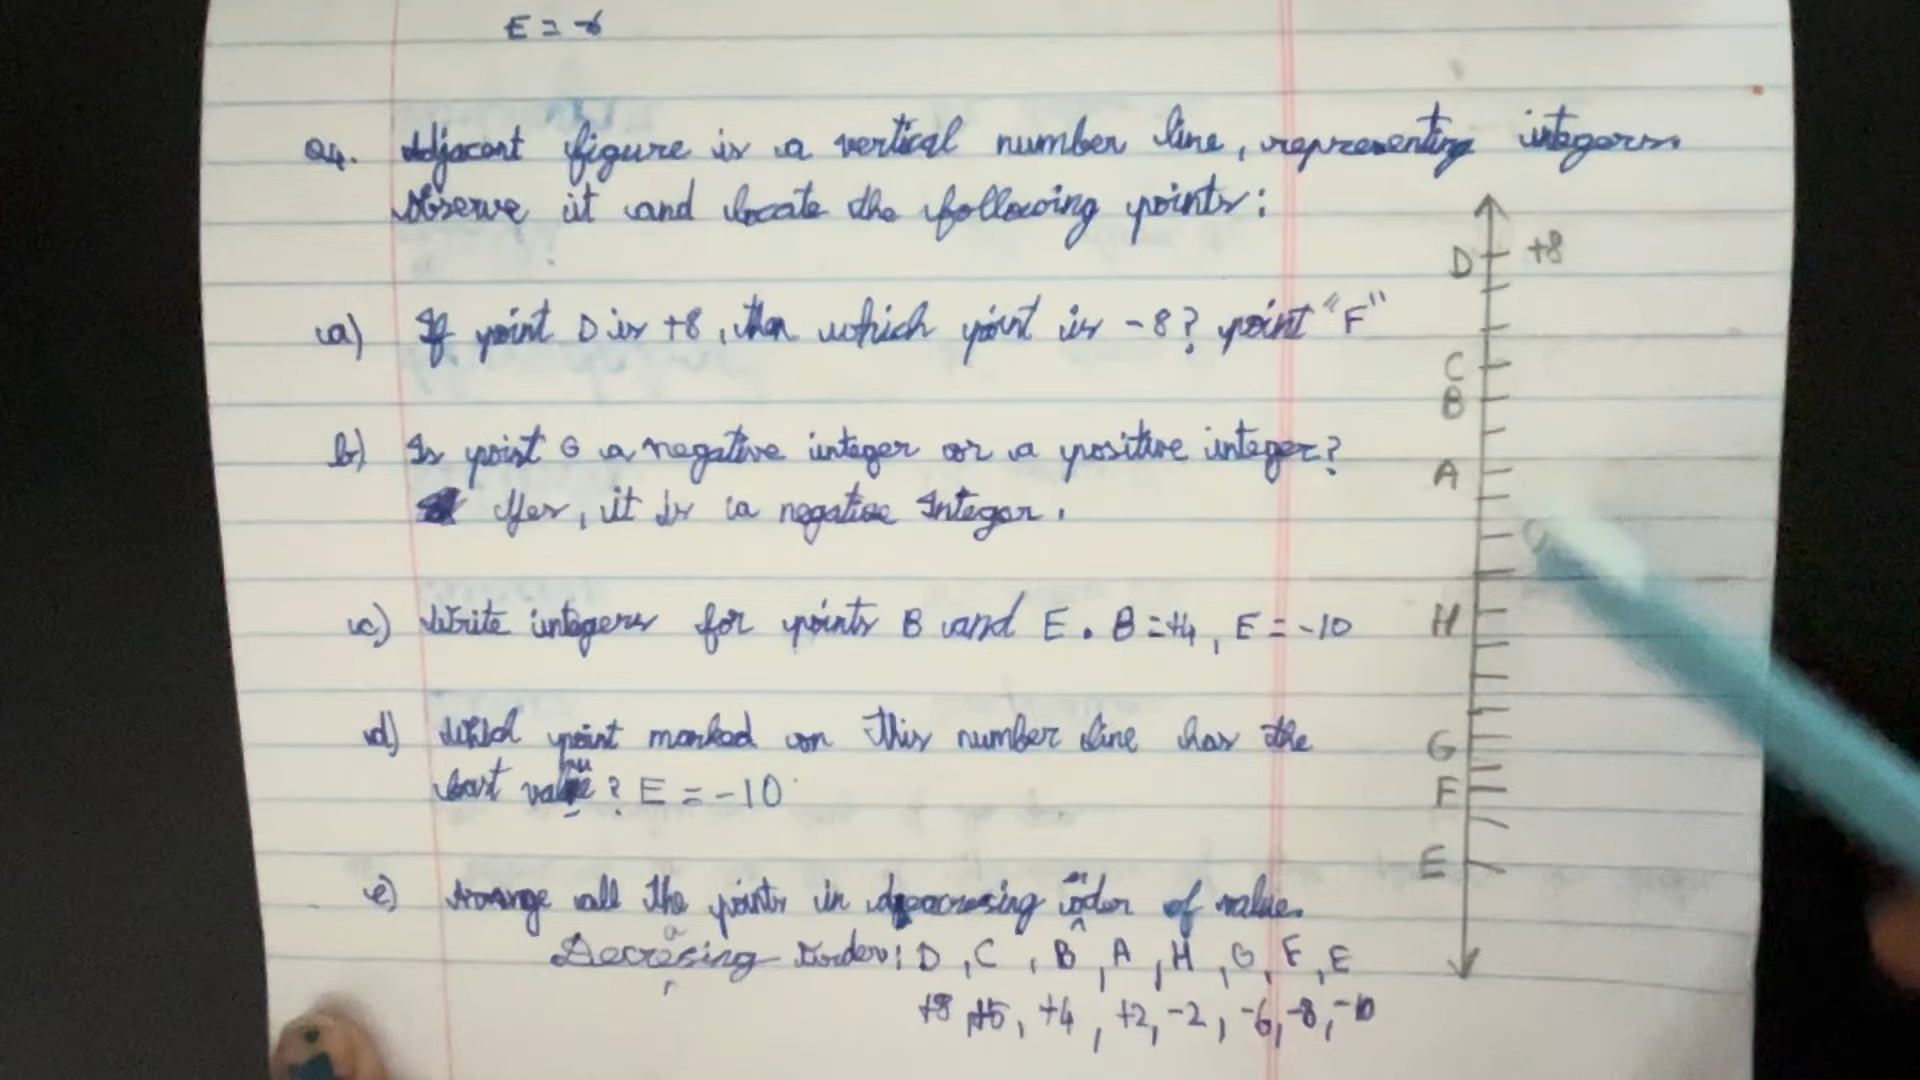 E = -6
Q4. Adjacent figure is a vertical number line, representing integers.
Observe it and locate the following points:
D +8
a) If point D is +8, then which point is -8? point "F"
C
B
b) Is point G a negative integer or a positive integer?
A
Yes, it is a negative Integer.
c) Write integers for points B and E. B = +4, E = -10
H
d) Which point marked on this number line has the
G
least value? E = -10
F
E
e) Arrange all the points in decreasing order of value.
Decreasing order: D, C, B, A, H, G, F, E
+8, +5, +4, +2, -2, -6, -8, -10